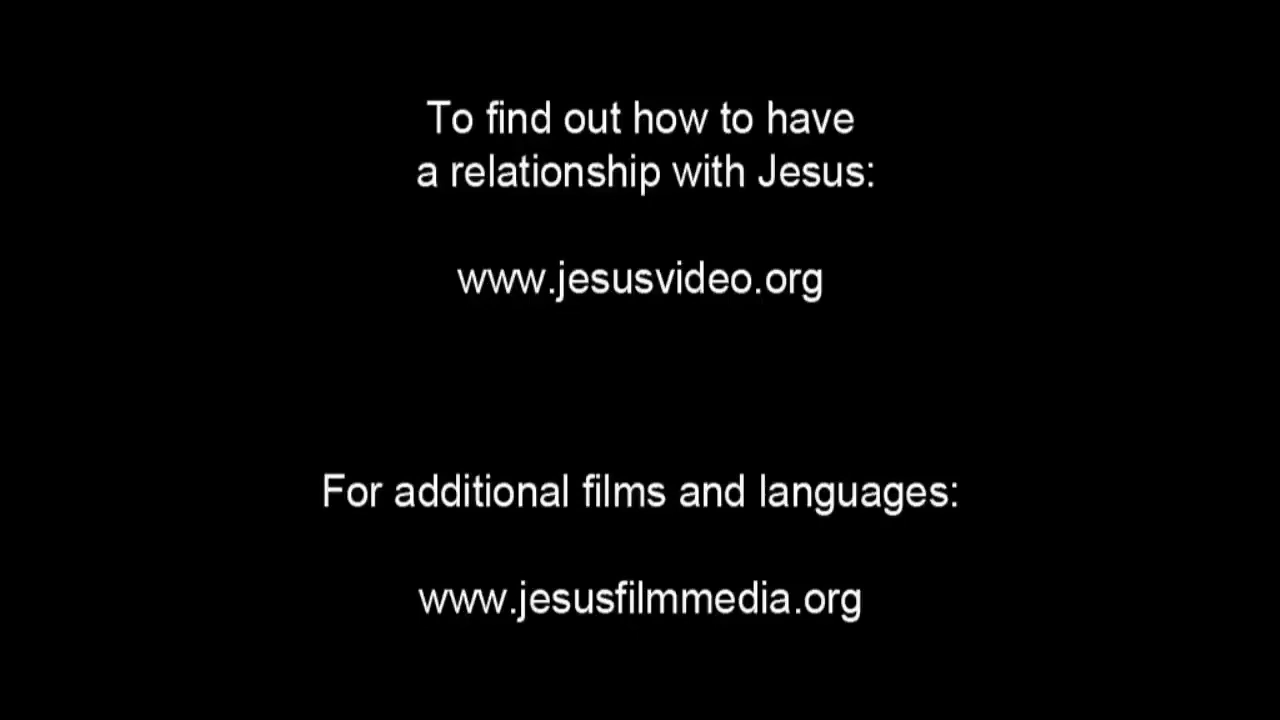 To find out how to have
a relationship with Jesus:
www.jesusvideo.org
For additional films and languages:
www.jesusfilmmedia.org